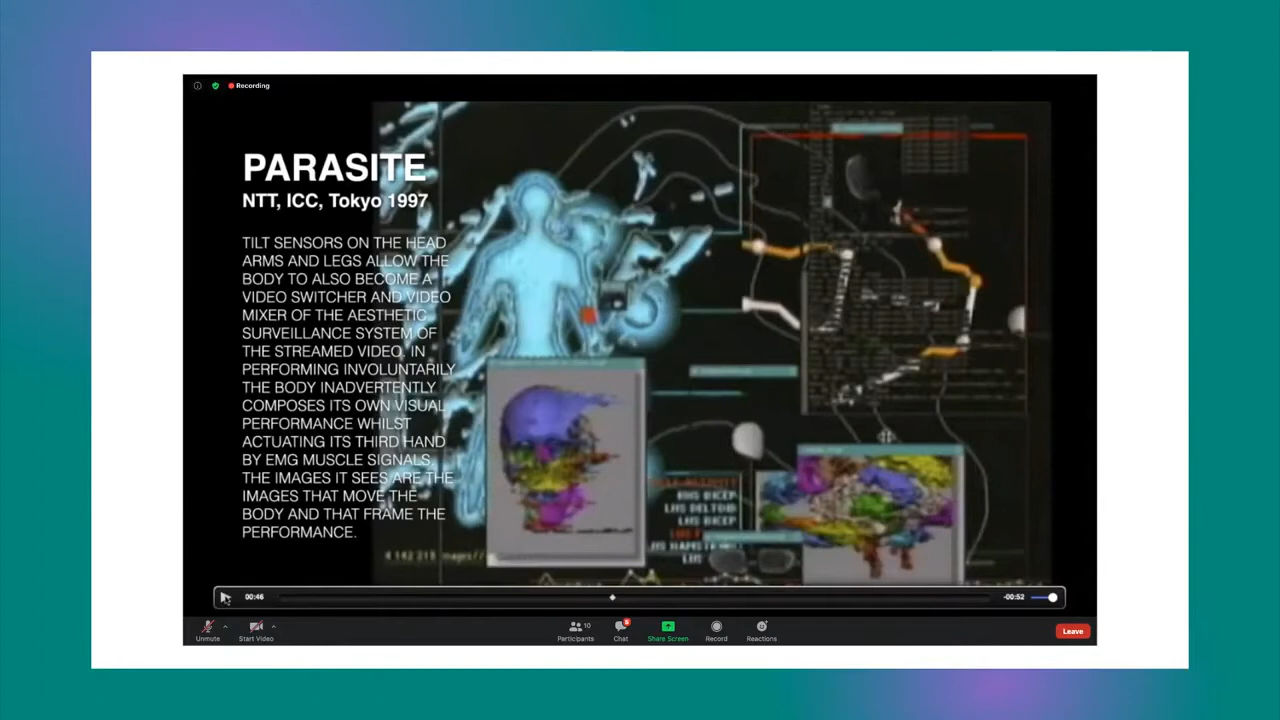 Recording
PARASITE
NTT, ICC, Tokyo 1997
TILT SENSORS ON THE HEAD
ARMS AND LEGS ALLOW THE
BODY TO ALSO BECOME A
VIDEO SWITCHER AND VIDEO
MIXER OF THE AESTHETIC
SURVEILLANCE SYSTEM OF
THE STREAMED VIDEO. IN
PERFORMING INVOLUNTARILY
THE BODY INADVERTENTLY
COMPOSES ITS OWN VISUAL
PERFORMANCE WHILST
ACTUATING ITS THIRD HAND
BY EMG MUSCLE SIGNALS.
THE IMAGES IT SEES ARE THE
IMAGES THAT MOVE THE
BODY AND THAT FRAME THE
PERFORMANCE.
BICEP
LHS DELTOID
LHS BICEP
LHS
00:46
-00:52
Unmute
Start Video
Participants
10
Chat
Share Screen
Record
Reactions
Leave